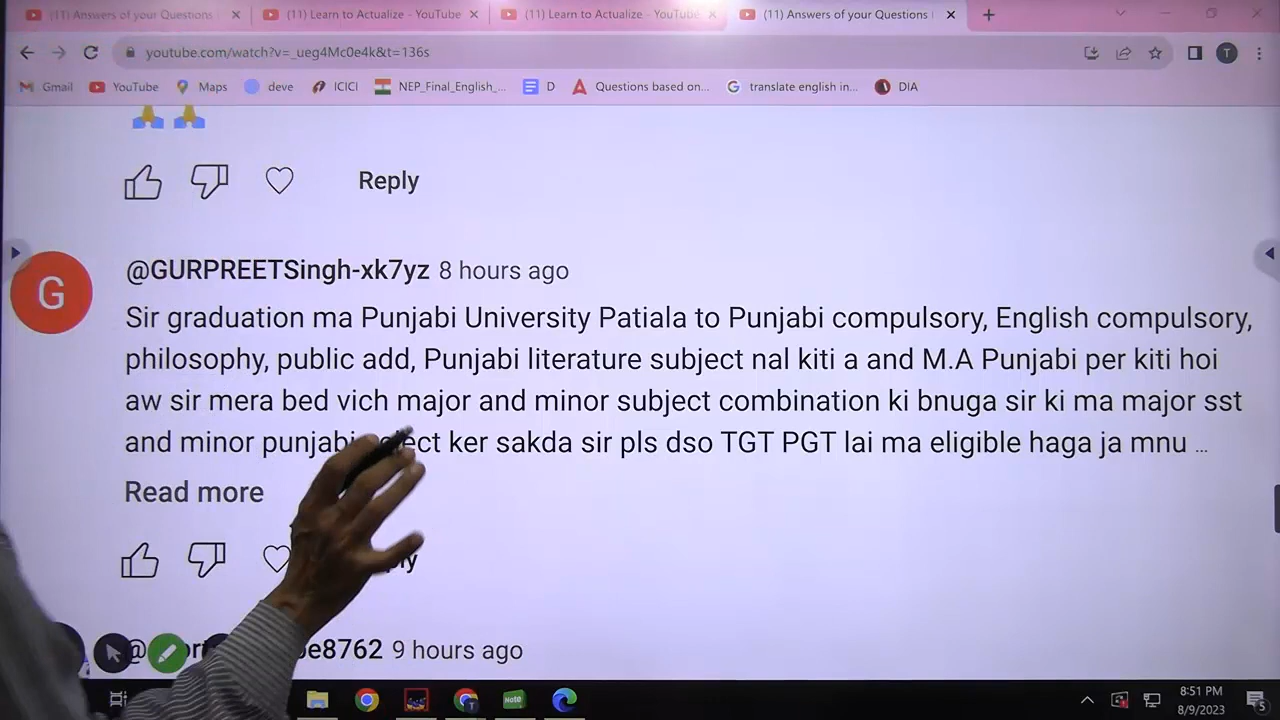 (11) Answers of your Questions
(11) Learn to Actualize - YouTube
(11) Learn to Actualize - YouTube
(11) Answers of your Questions
youtube.com/watch?v=_ueg4Mc0e4k&t=136s
T
Gmail
YouTube
Maps
deve
ICICI
NEP_Final_English_...
D
Questions based on...
translate english in...
DIA
Reply
G
@GURPREETSingh-xk7yz 8 hours ago
Sir graduation ma Punjabi University Patiala to Punjabi compulsory, English compulsory,
philosophy, public add, Punjabi literature subject nal kiti a and M.A Punjabi per kiti hoi
aw sir mera bed vich major and minor subject combination ki bnuga sir ki ma major sst
and minor punjabi ker sakda sir pls dso TGT PGT lai ma eligible haga ja mnu ...
Read more
9 hours ago
Note
8:51 PM
8/9/2023
5